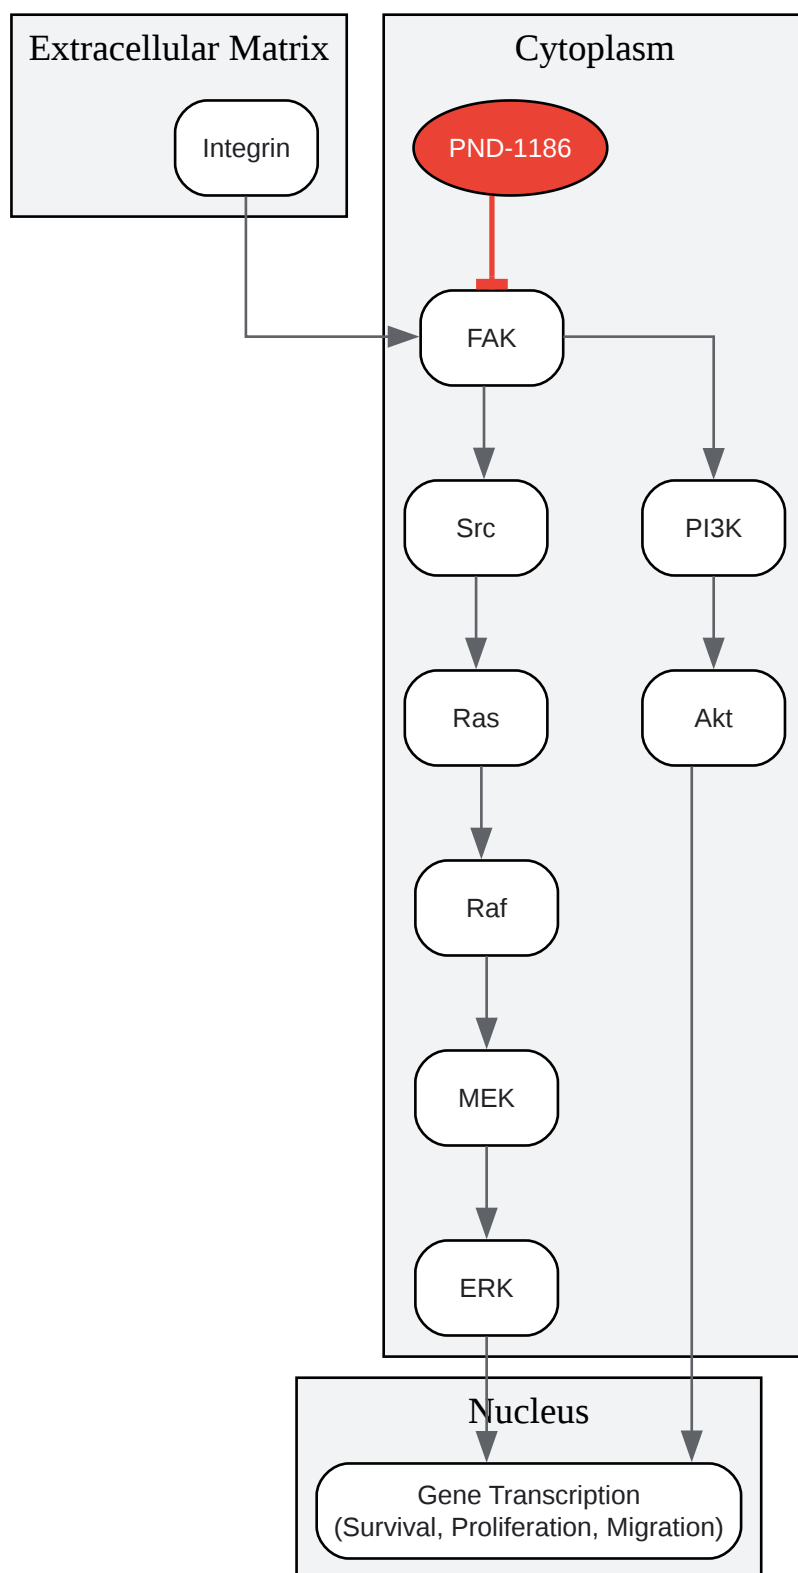 Extracellular Matrix
Cytoplasm
Integrin
PND-1186
FAK
Src
PI3K
Ras
Akt
Raf
MEK
ERK
Nucleus
Gene Transcription
(Survival, Proliferation, Migration)